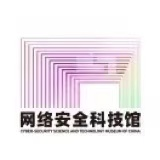 网络安全科技馆
CYBER-SECURITY SCIENCE AND TECHNOLOGY MUSEUM OF CHINA